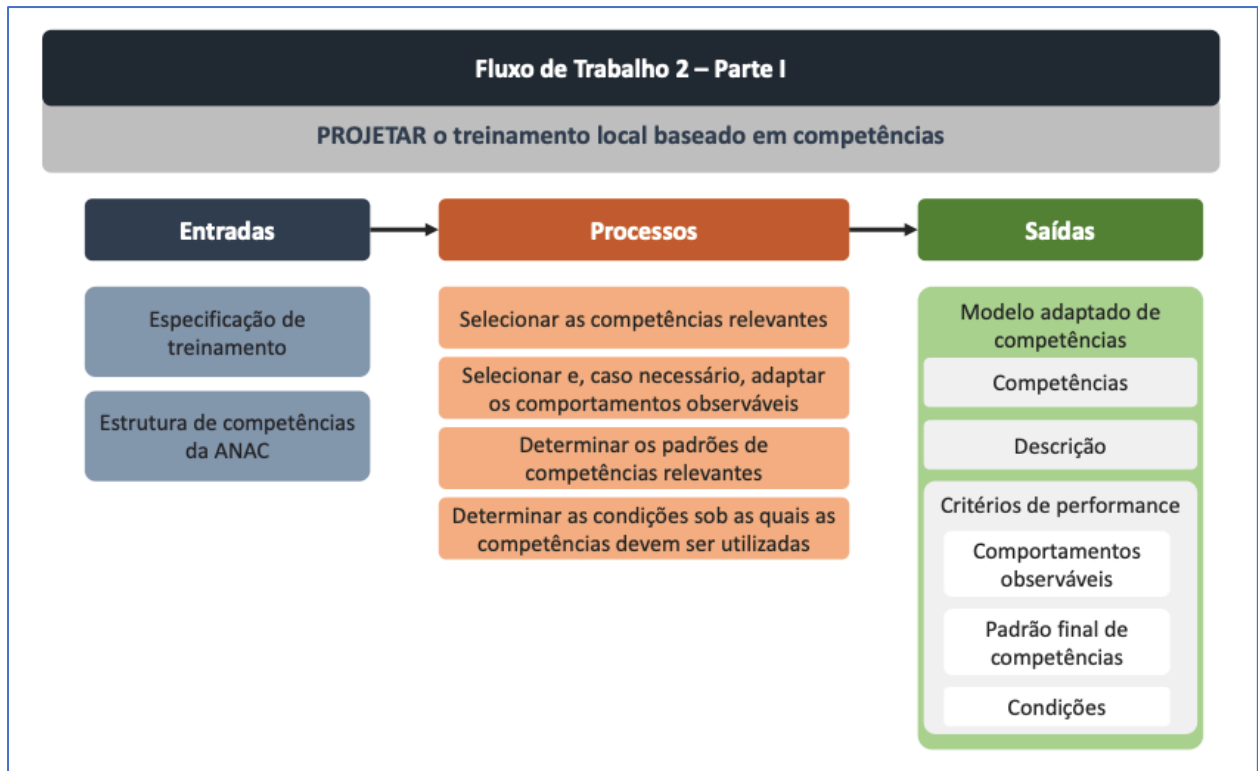 Fluxo de Trabalho 2 – Parte I
PROJETAR o treinamento local baseado em competências
Entradas
Especificação de
treinamento
Estrutura de competências
da ANAC
Processos
Selecionar as competências relevantes
Selecionar e, caso necessário, adaptar
os comportamentos observáveis
Determinar os padrões de
competências relevantes
Determinar as condições sob as quais as
competências devem ser utilizadas
Saídas
Modelo adaptado de
competências
Competências
Descrição
Critérios de performance
Comportamentos
observáveis
Padrão final de
competências
Condições